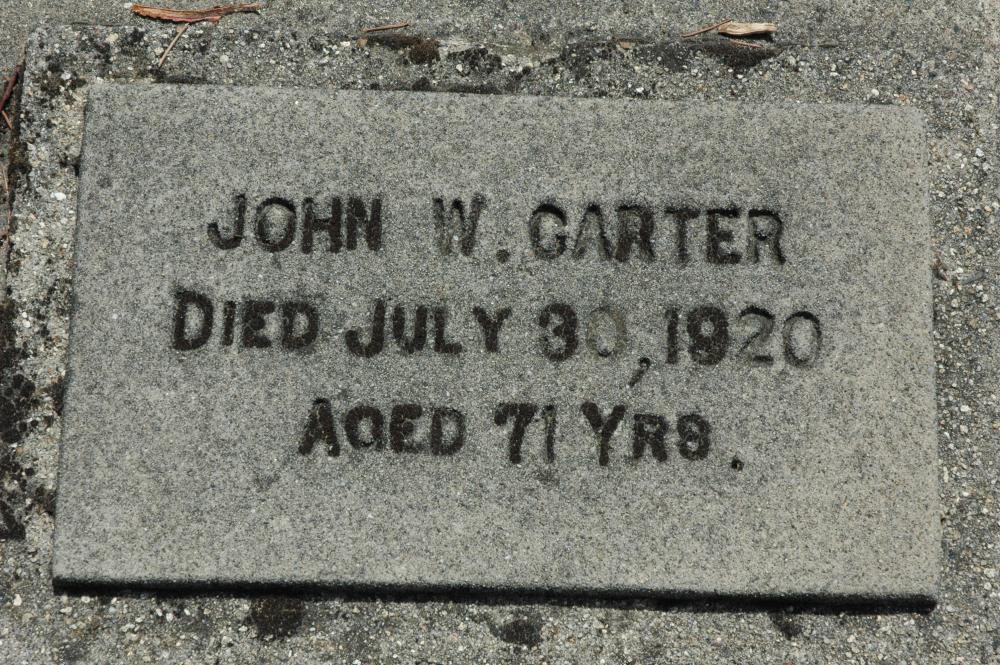 JOHN W. CARTER
DIED JULY 30, 1920
AGED 71 YRS.